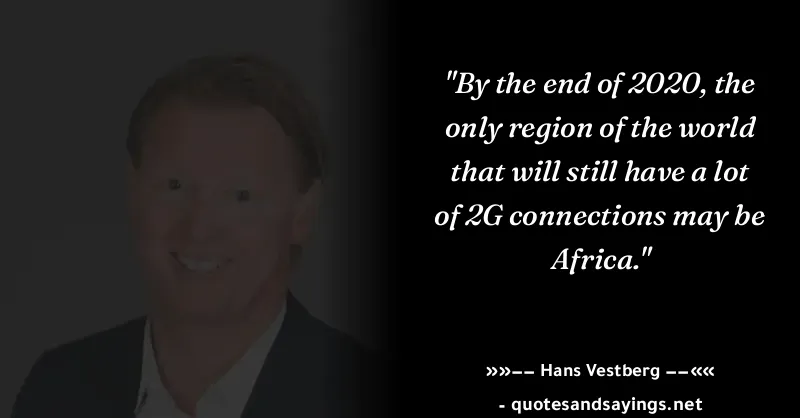 "By the end of 2020, the
only region of the world
that will still have a lot
of 2G connections may be
Africa."
»»−− Hans Vestberg −−««
- quotesandsayings.net